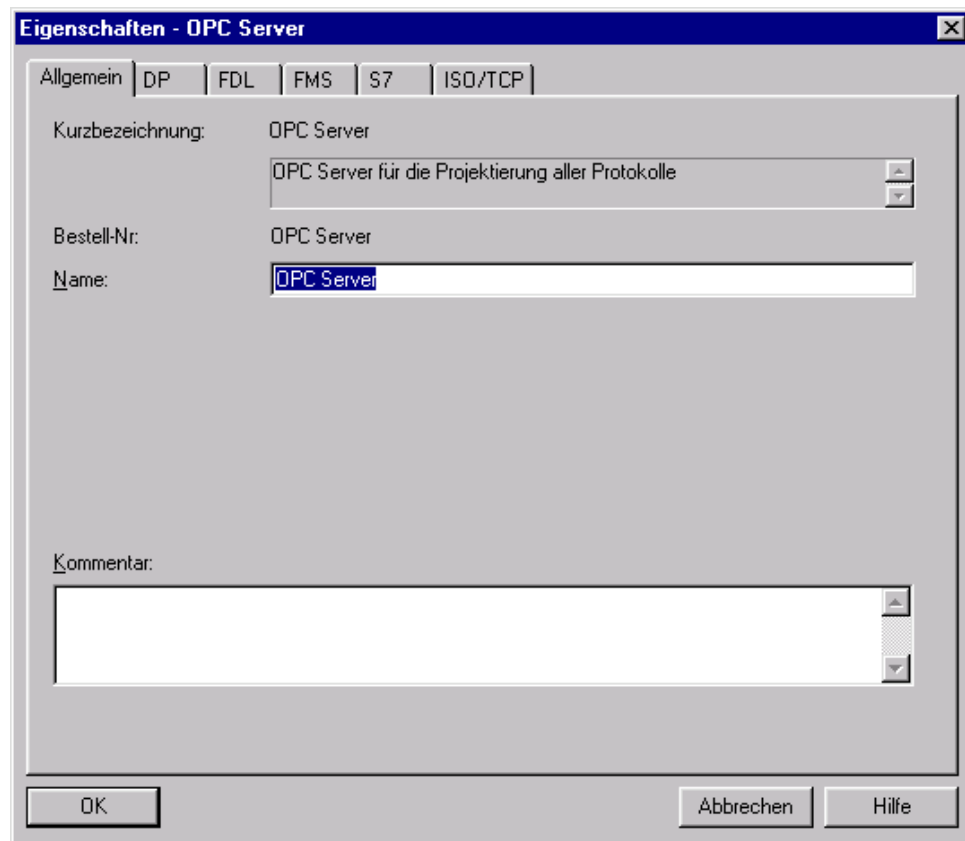 Eigenschaften - OPC Server
Allgemein DP FDL FMS S7 ISO/TCP
Kurzbezeichnung: OPC Server
OPC Server für die Projektierung aller Protokolle
Bestell-Nr: OPC Server
Name: OPC Server
Kommentar:
OK Abbrechen Hilfe